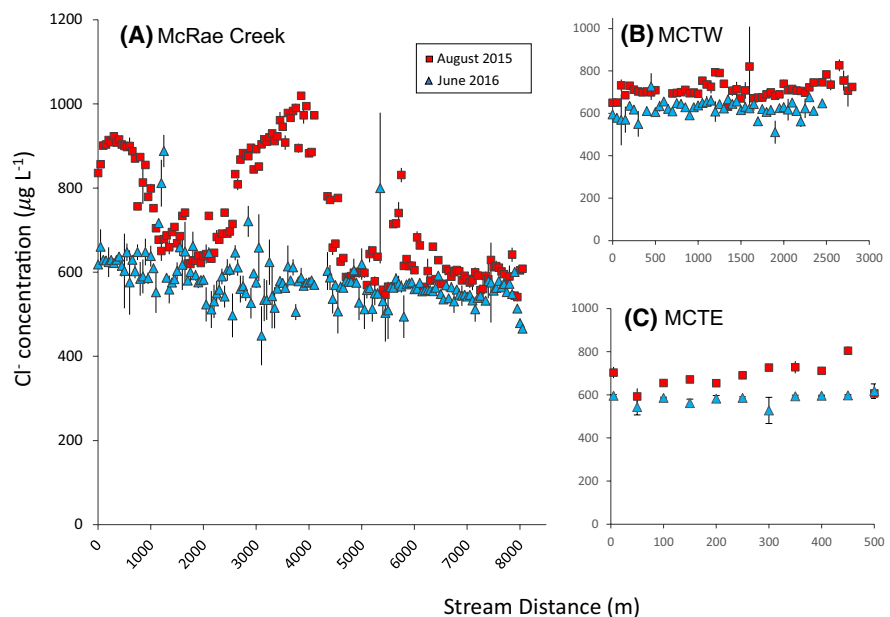 (A) McRae Creek
August 2015
June 2016
Cl⁻ concentration (µg L⁻¹)
1200
1000
800
600
400
200
0
0 1000 2000 3000 4000 5000 6000 7000 8000
(B) MCTW
1000
800
600
400
200
0
0 500 1000 1500 2000 2500 3000
(C) MCTE
1000
800
600
400
200
0
0 100 200 300 400 500
Stream Distance (m)